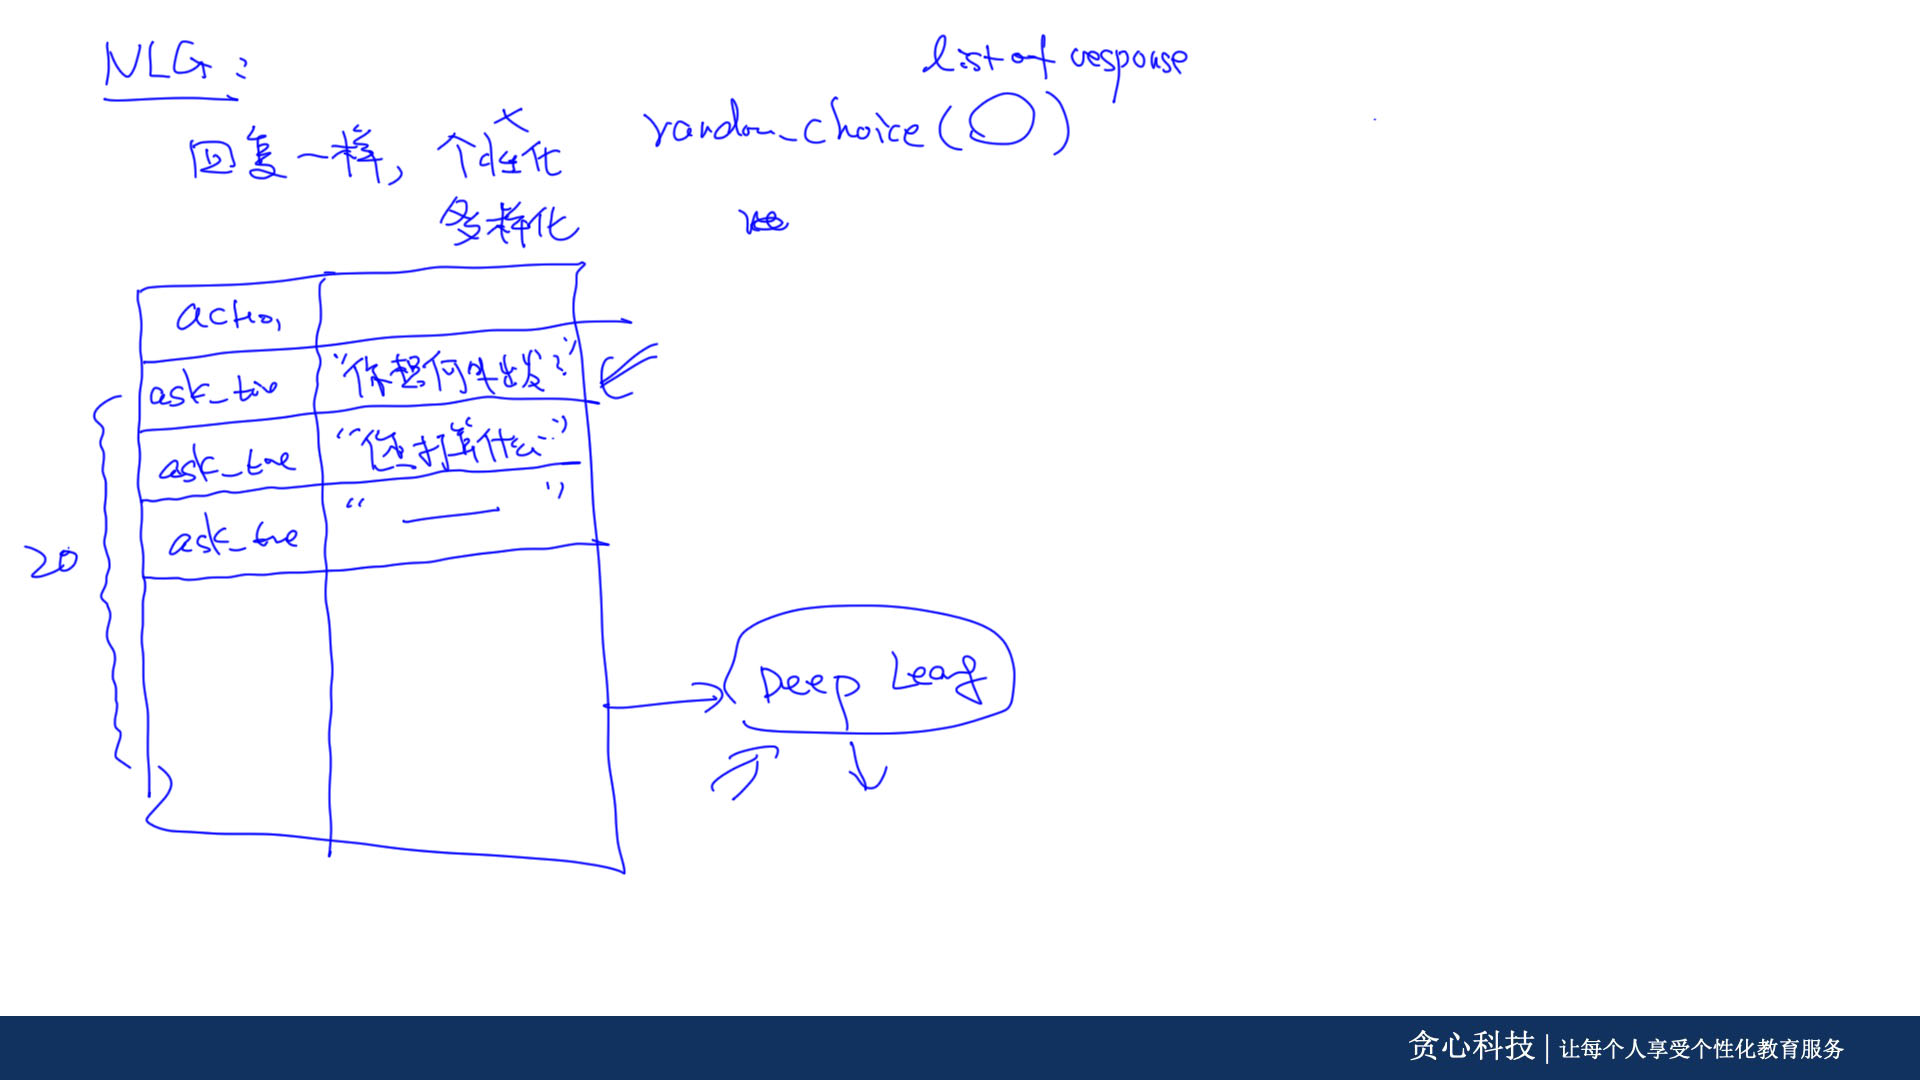 NLG:
list of response
random_choice( )
回复一样, 个性化
多样化
action
ask_time "你想何时出发?"
ask_time "您打算什么..."
ask_time "——"
20
Deep Learning
贪心科技 | 让每个人享受个性化教育服务